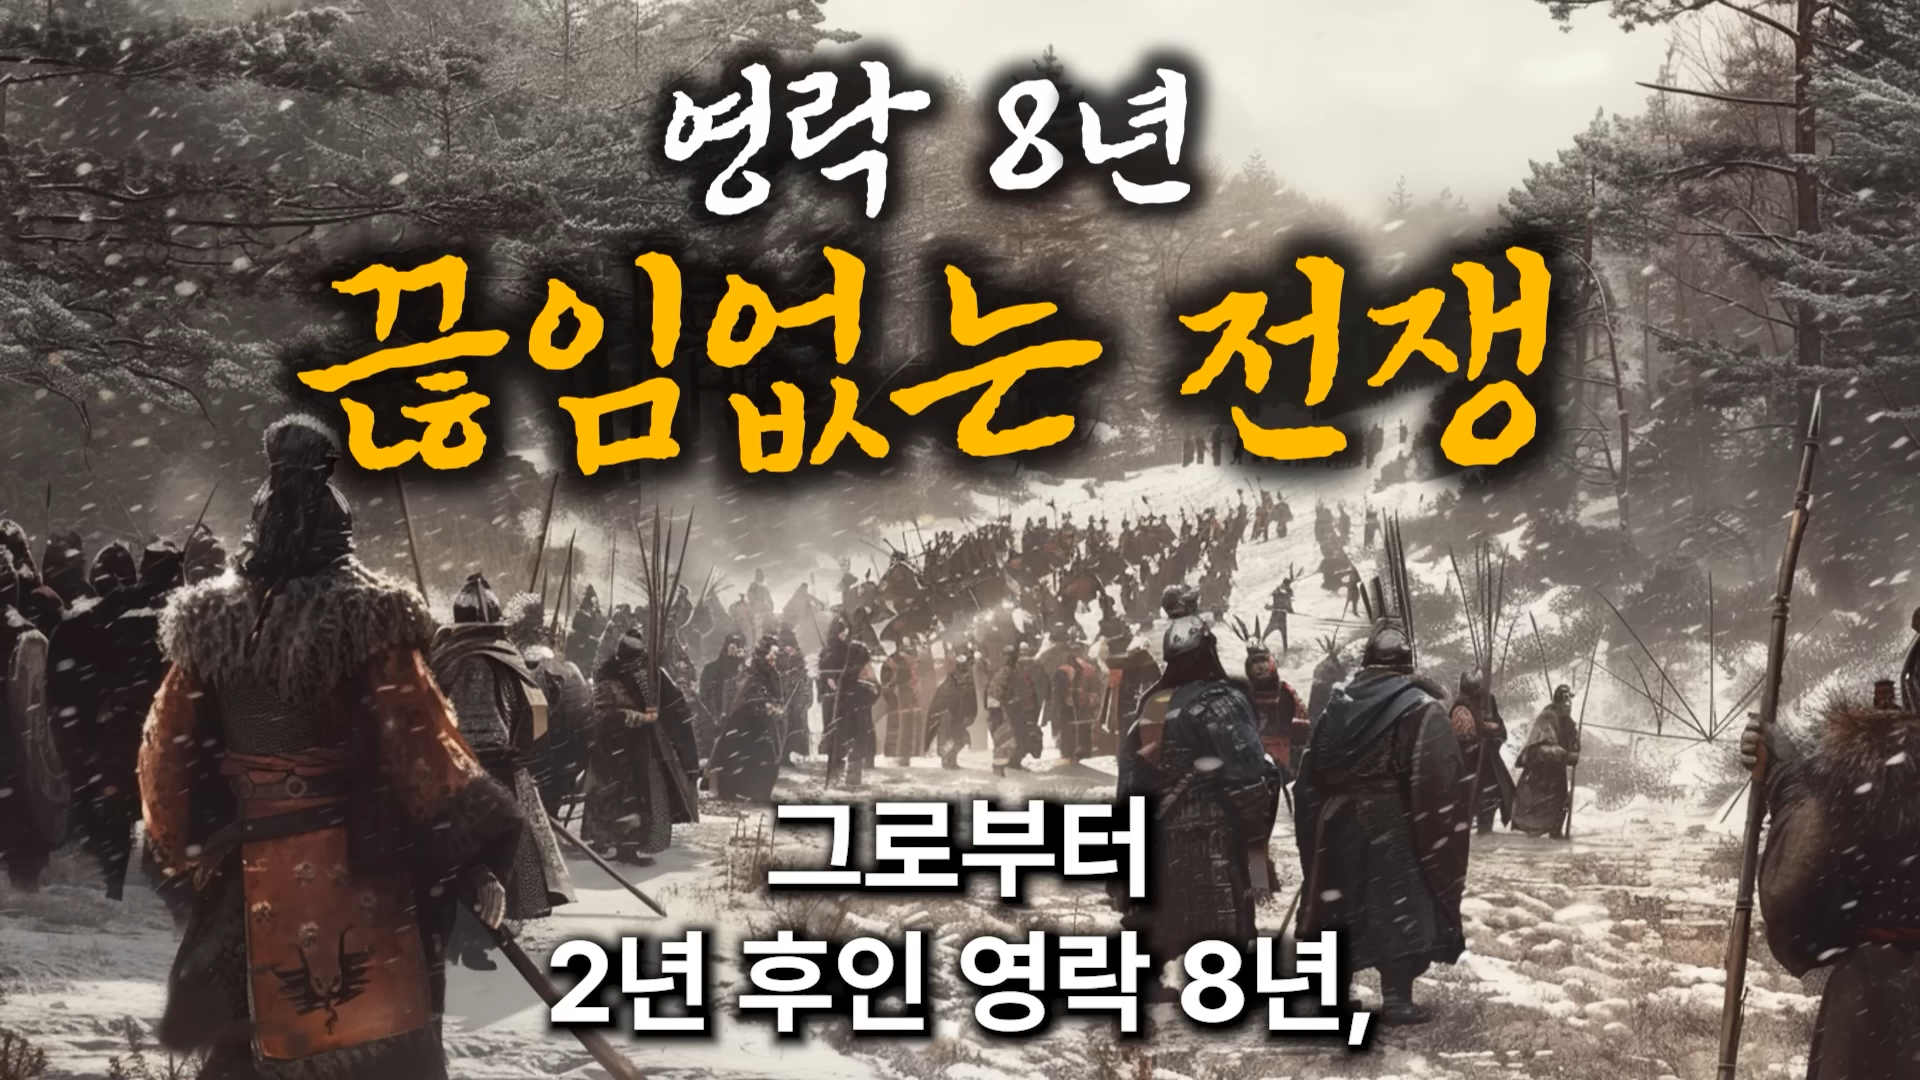 영락 8년
끊임없는 전쟁
그로부터
2년 후인 영락 8년,